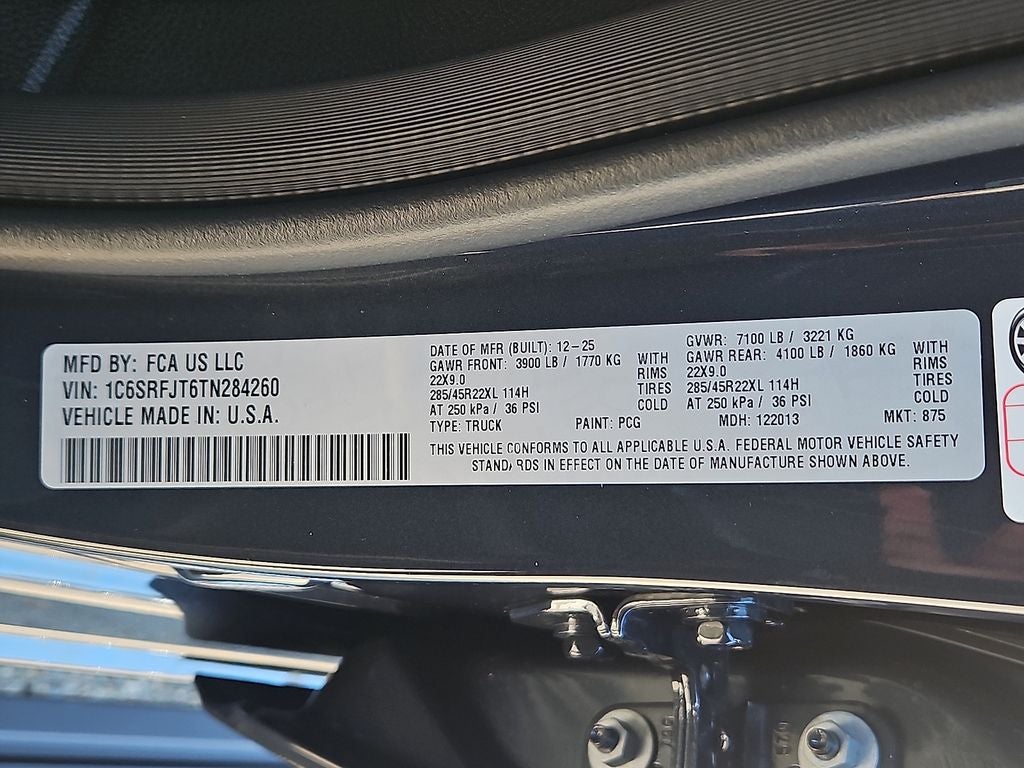 MFD BY: FCA US LLC
VIN: 1C6SRFJT6TN284260
VEHICLE MADE IN: U.S.A.
DATE OF MFR (BUILT): 12-25
GAWR FRONT: 3900 LB / 1770 KG WITH
22X9.0 RIMS
285/45R22XL 114H TIRES
AT 250 kPa / 36 PSI COLD
GVWR: 7100 LB / 3221 KG
GAWR REAR: 4100 LB / 1860 KG WITH
22X9.0 RIMS
285/45R22XL 114H TIRES
AT 250 kPa / 36 PSI COLD
TYPE: TRUCK PAINT: PCG MDH: 122013 MKT: 875
THIS VEHICLE CONFORMS TO ALL APPLICABLE U.S.A. FEDERAL MOTOR VEHICLE SAFETY
STANDARDS IN EFFECT ON THE DATE OF MANUFACTURE SHOWN ABOVE.